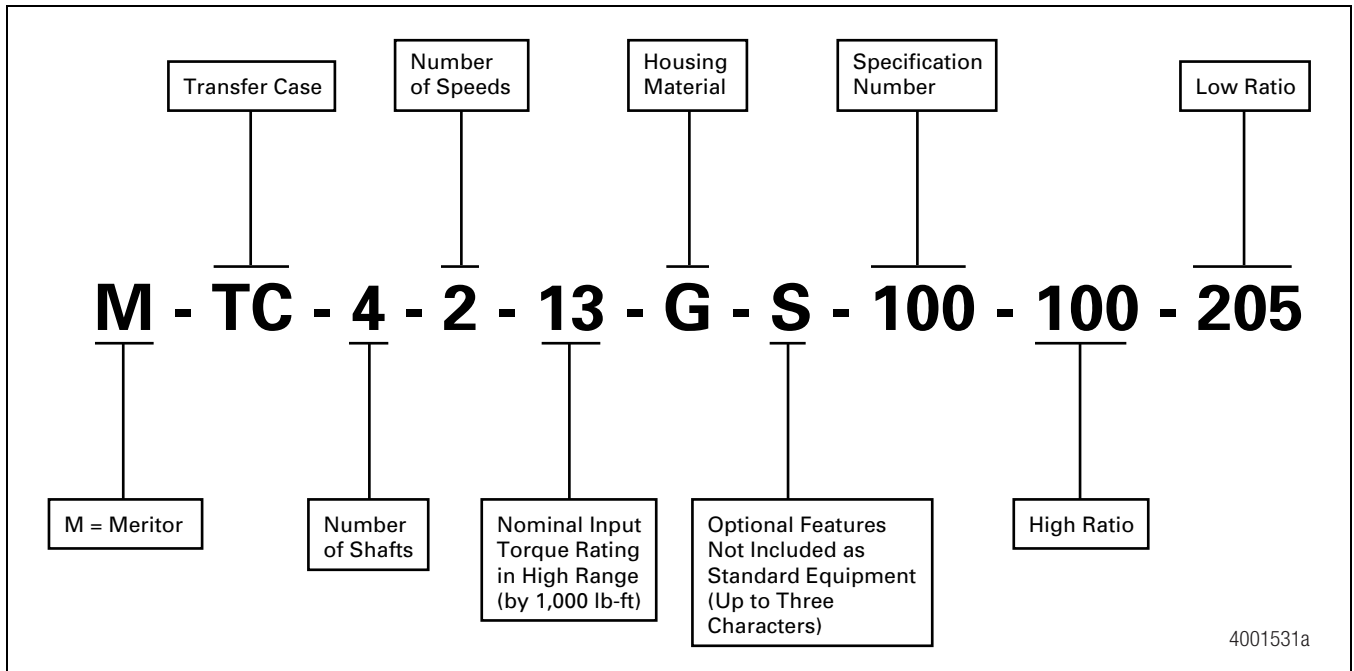 Transfer Case
Number
of Speeds
Housing
Material
Specification
Number
Low Ratio
M - TC - 4 - 2 - 13 - G - S - 100 - 100 - 205
M = Meritor
Number
of Shafts
Nominal Input
Torque Rating
in High Range
(by 1,000 lb-ft)
Optional Features
Not Included as
Standard Equipment
(Up to Three
Characters)
High Ratio
4001531a